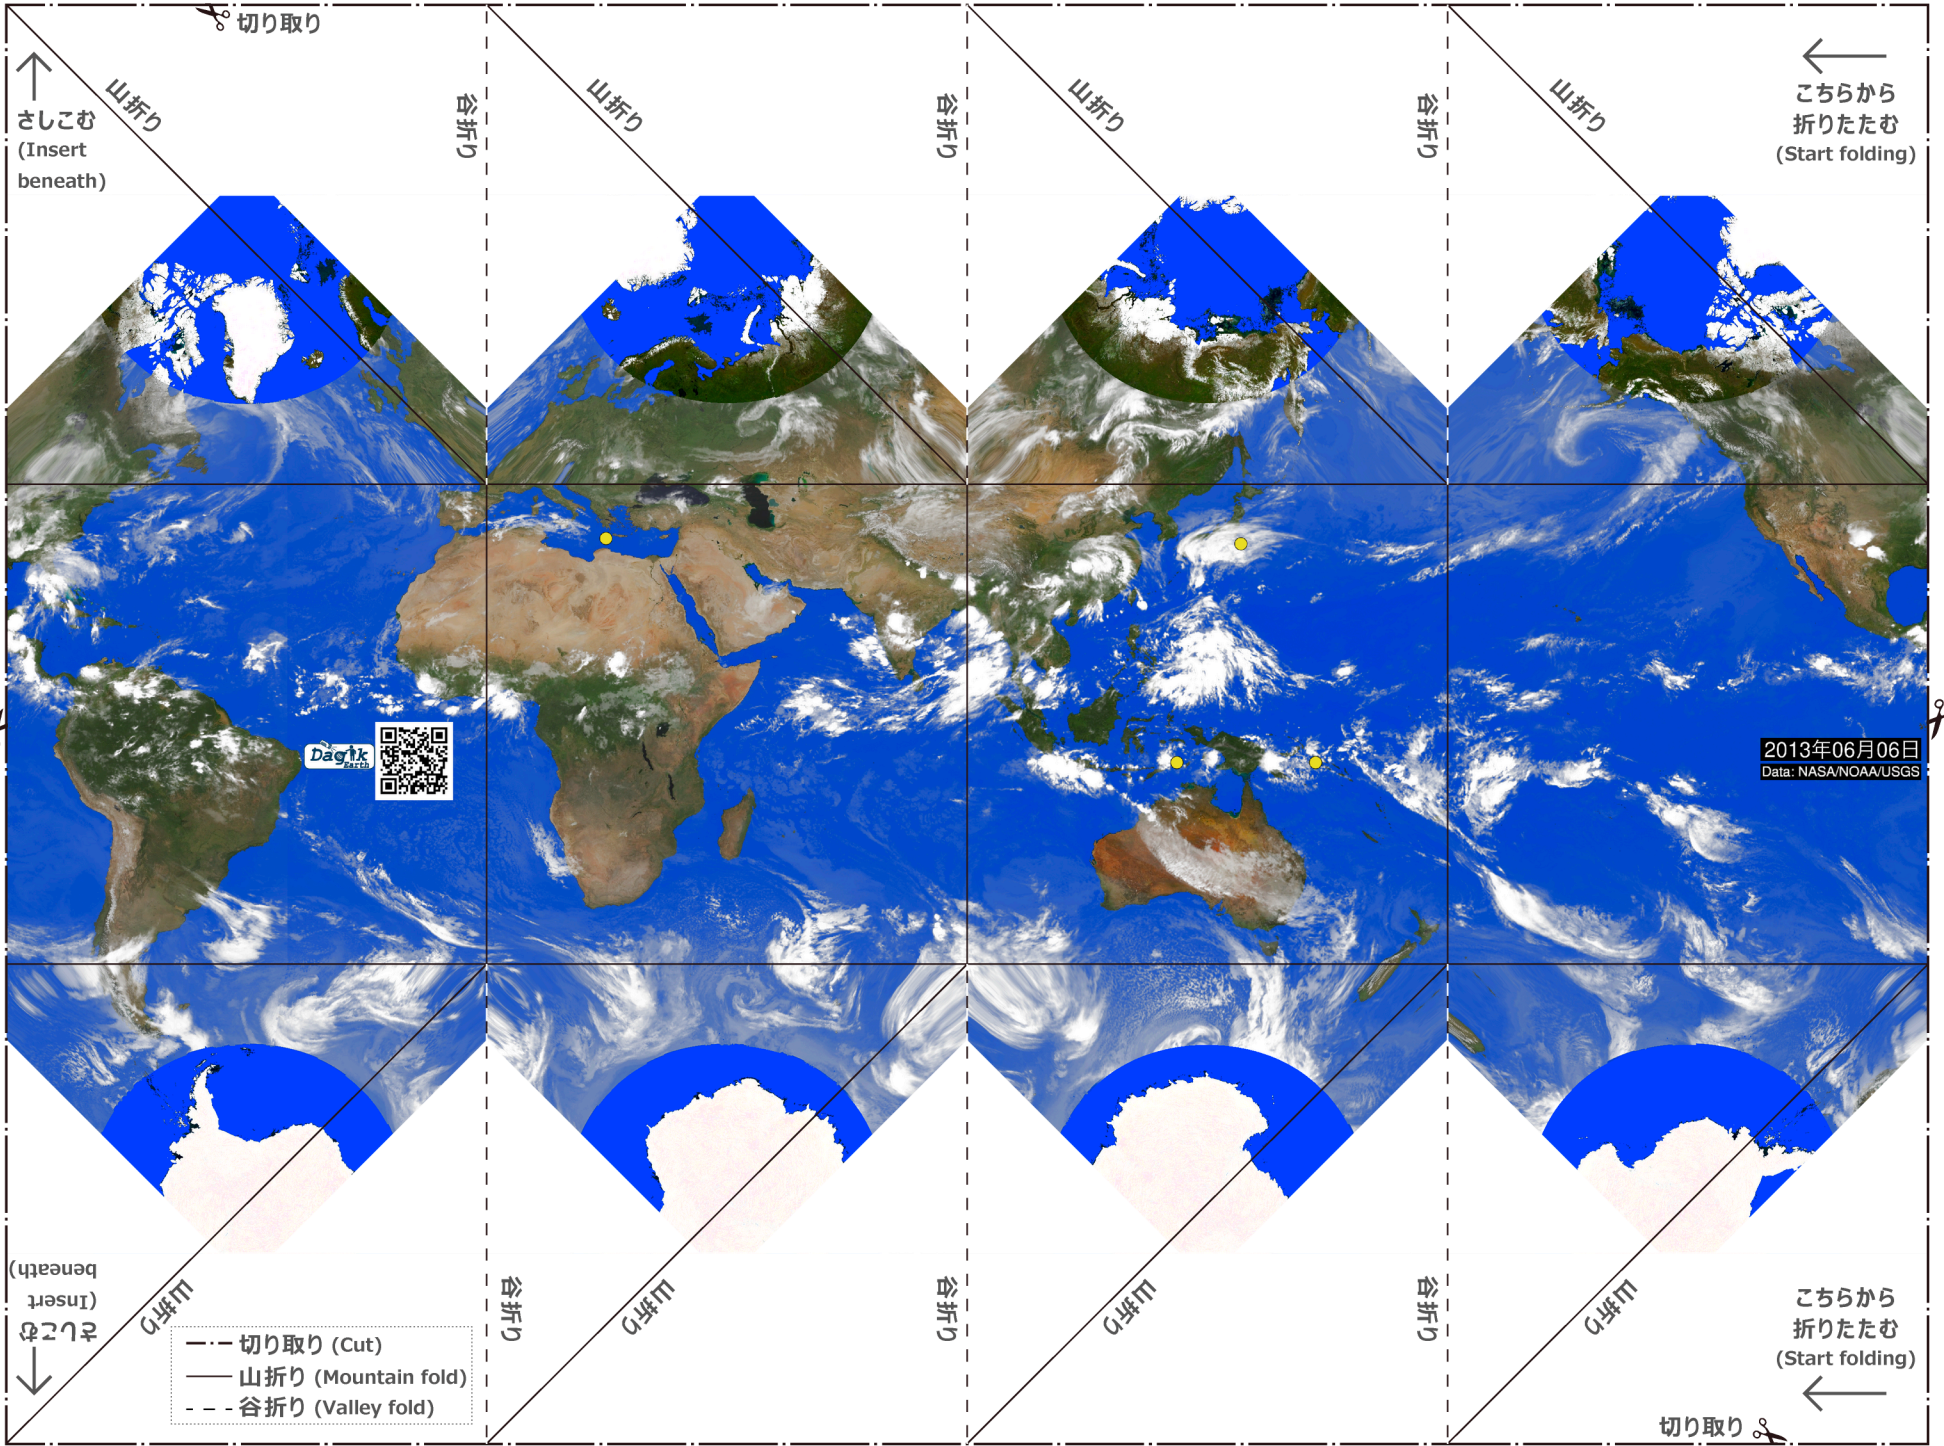 切り取り
山折り
谷折り
山折り
谷折り
山折り
谷折り
山折り
さしこむ
(Insert
beneath)
こちらから
折りたたむ
(Start folding)
Dagik
Earth
2013年06月06日
Data: NASA/NOAA/USGS
さしこむ
(Insert
beneath)
山折り
谷折り
山折り
谷折り
山折り
谷折り
山折り
こちらから
折りたたむ
(Start folding)
切り取り (Cut)
山折り (Mountain fold)
谷折り (Valley fold)
切り取り